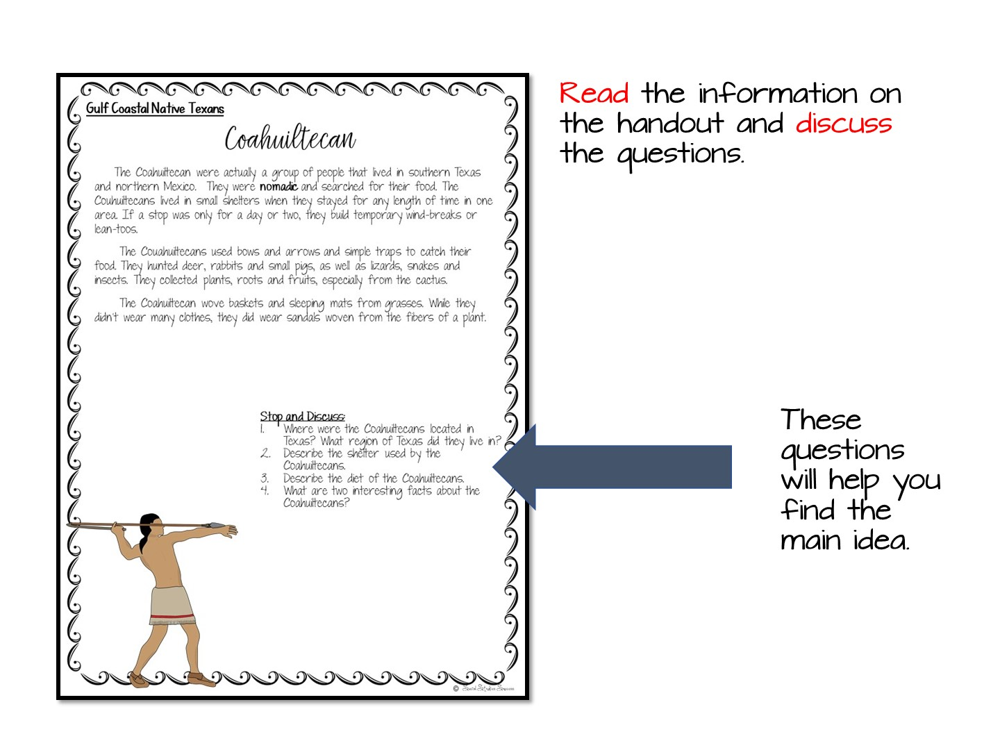 Gulf Coastal Native Texans
Coahuiltecan
The Coahuiltecan were actually a group of people that lived in southern Texas
and northern Mexico. They were nomadic and searched for their food. The
Couhuiltecans lived in small shelters when they stayed for any length of time in one
area. If a stop was only for a day or two, they build temporary wind-breaks or
lean-toos.
The Couahuiltecans used bows and arrows and simple traps to catch their
food. They hunted deer, rabbits and small pigs, as well as lizards, snakes and
insects. They collected plants, roots and fruits, especially from the cactus.
The Coahuiltecan wove baskets and sleeping mats from grasses. While they
didn't wear many clothes, they did wear sandals woven from the fibers of a plant.
Stop and Discuss:
1. Where were the Coahuiltecans located in
Texas? What region of Texas did they live in?
2. Describe the shelter used by the
Coahuiltecans.
3. Describe the diet of the Coahuiltecans.
4. What are two interesting facts about the
Coahuiltecans?
©
Read the information on
the handout and discuss
the questions.
These
questions
will help you
find the
main idea.